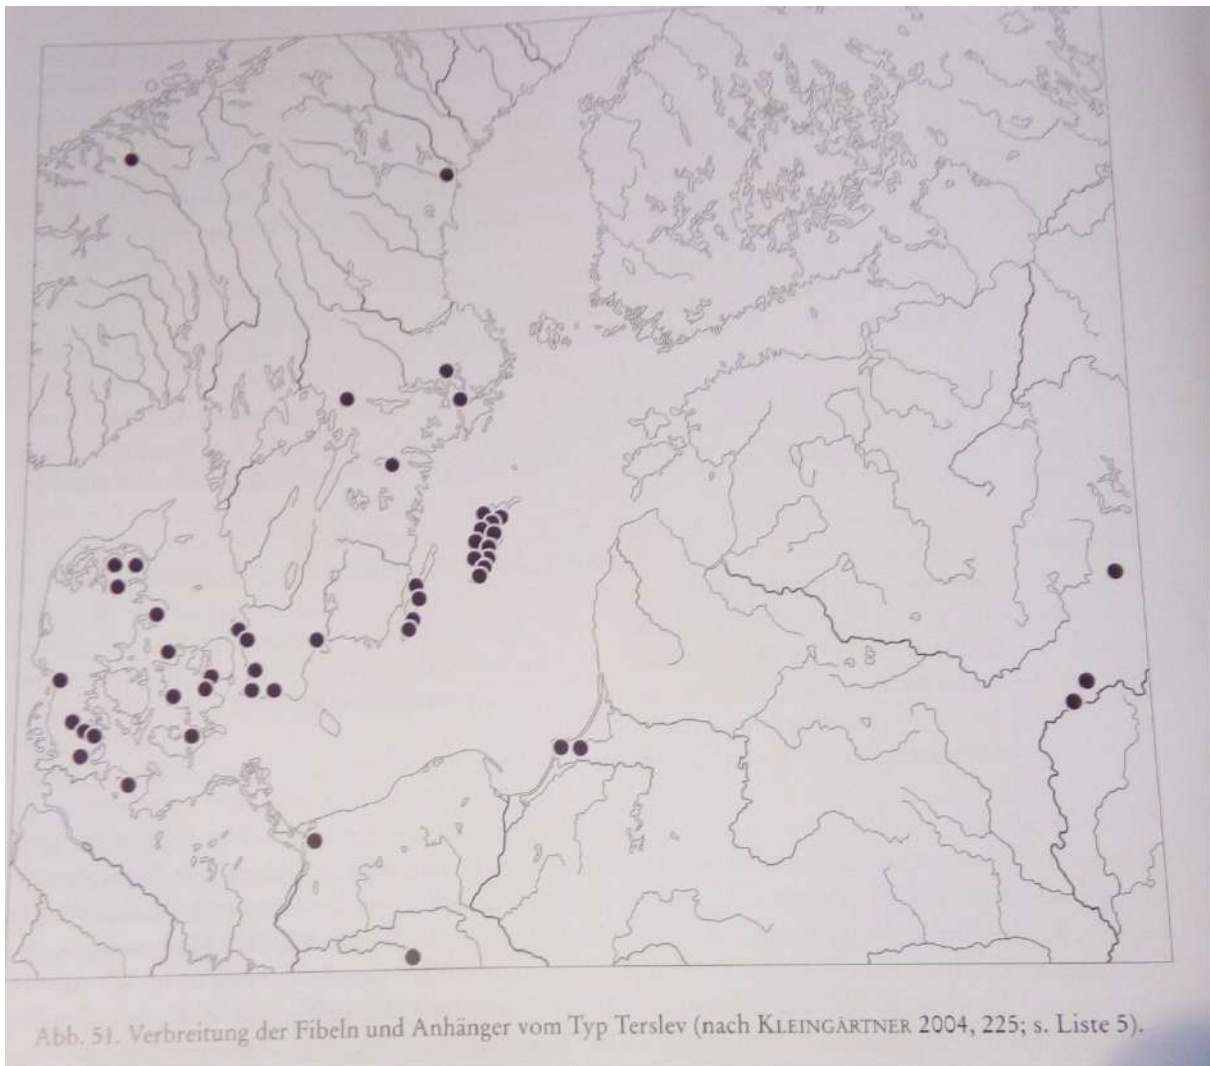 Abb. 51. Verbreitung der Fibeln und Anhänger vom Typ Terslev (nach KLEINGÄRTNER 2004, 225; s. Liste 5).